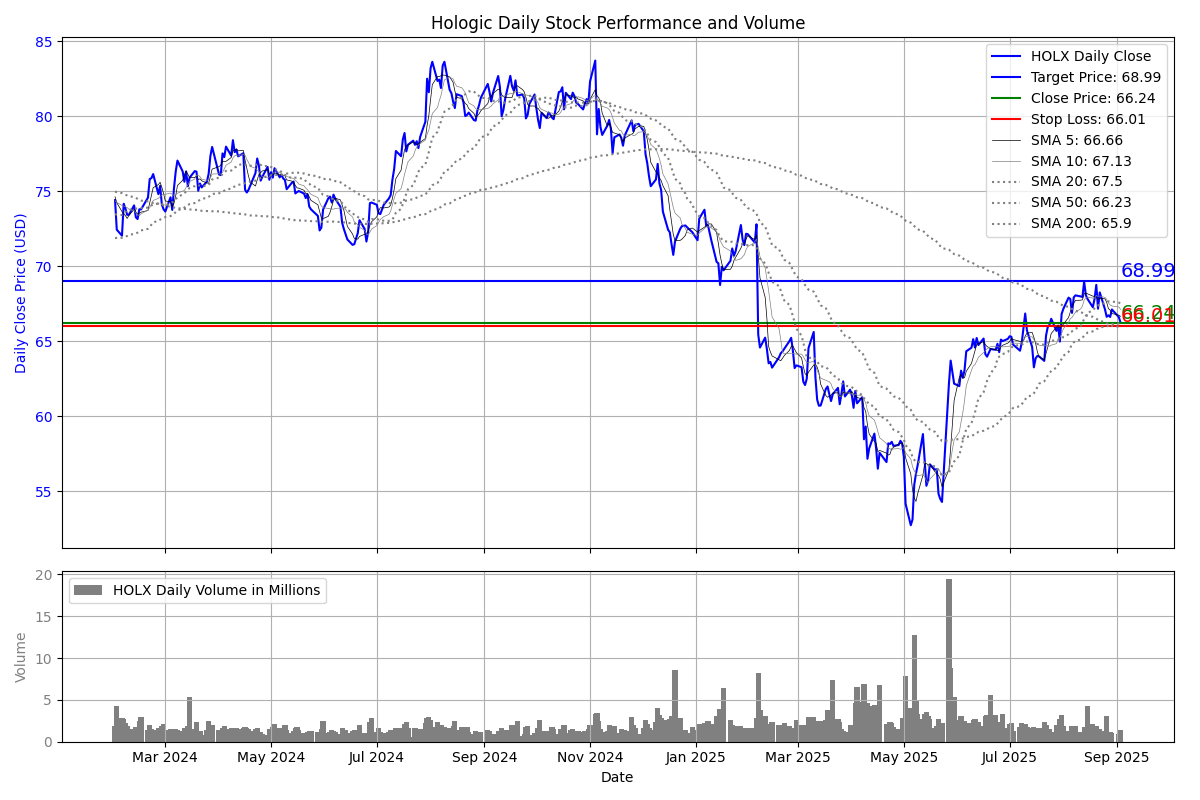 Hologic Daily Stock Performance and Volume
85
80
75
70
65
60
55
Daily Close Price (USD)
HOLX Daily Close
Target Price: 68.99
Close Price: 66.24
Stop Loss: 66.01
SMA 5: 66.66
SMA 10: 67.13
SMA 20: 67.5
SMA 50: 66.23
SMA 200: 65.9
68.99
66.24
66.01
20
15
10
5
0
Volume
HOLX Daily Volume in Millions
Mar 2024 May 2024 Jul 2024 Sep 2024 Nov 2024 Jan 2025 Mar 2025 May 2025 Jul 2025 Sep 2025
Date